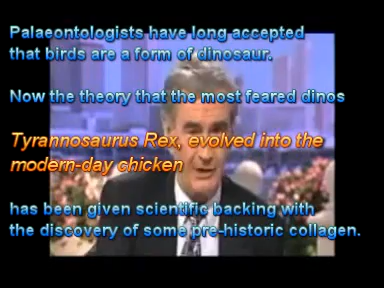 Palaeontologists have long accepted
that birds are a form of dinosaur.
Now the theory that the most feared dinos
Tyrannosaurus Rex, evolved into the
modern-day chicken
has been given scientific backing with
the discovery of some pre-historic collagen.